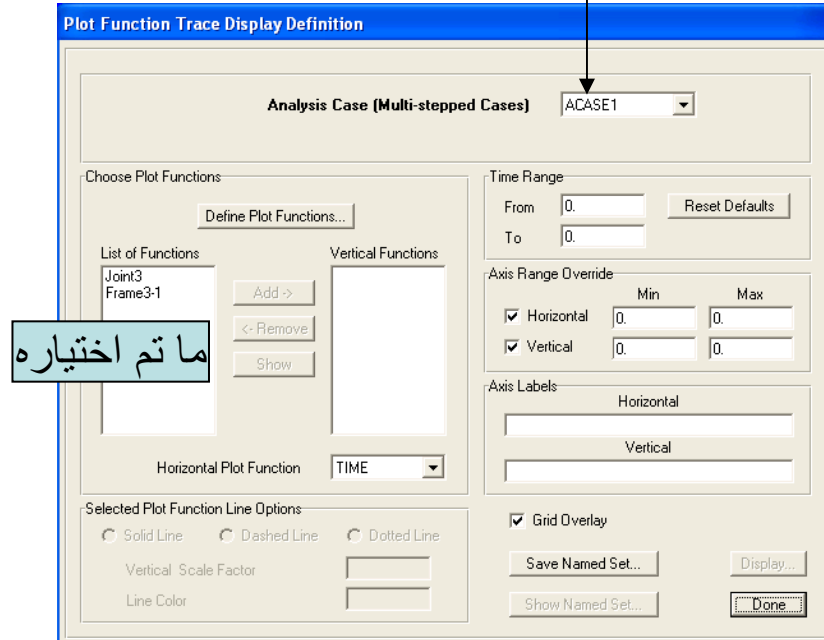 Plot Function Trace Display Definition
Analysis Case (Multi-stepped Cases) ACASE1
Choose Plot Functions
Define Plot Functions...
List of Functions
Vertical Functions
Joint3
Frame3-1
Add ->
<- Remove
Show
ما تم اختياره
Horizontal Plot Function TIME
Selected Plot Function Line Options
Solid Line Dashed Line Dotted Line
Vertical Scale Factor
Line Color
Time Range
From 0. Reset Defaults
To 0.
Axis Range Override
Min Max
Horizontal 0. 0.
Vertical 0. 0.
Axis Labels
Horizontal
Vertical
Grid Overlay
Save Named Set... Display...
Show Named Set... Done